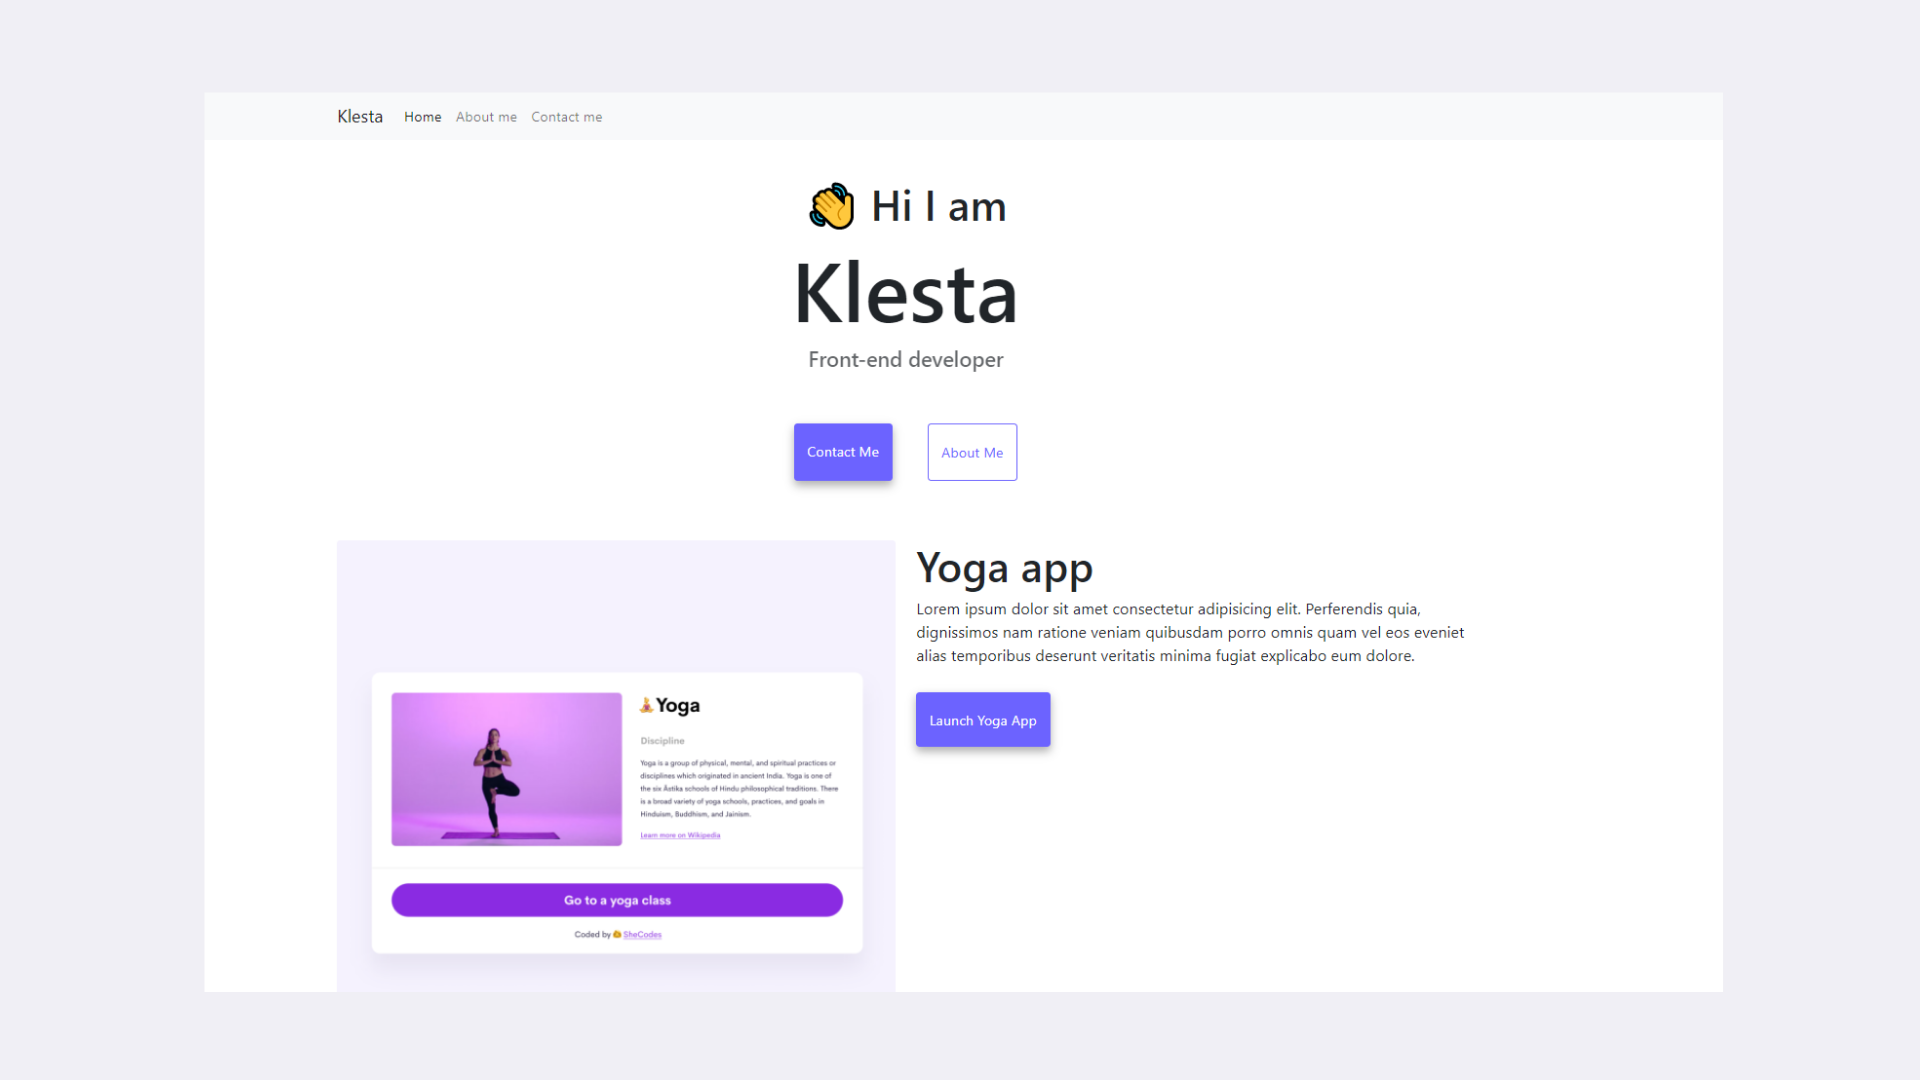 Klesta Home About me Contact me
Hi I am
Klesta
Front-end developer
Contact Me About Me
Yoga app
Lorem ipsum dolor sit amet consectetur adipisicing elit. Perferendis quia,
dignissimos nam ratione veniam quibusdam porro omnis quam vel eos eveniet
alias temporibus deserunt veritatis minima fugiat explicabo eum dolore.
Launch Yoga App
Yoga
Discipline
Yoga is a group of physical, mental, and spiritual practices or
disciplines which originated in ancient India. Yoga is one of
the six Āstika schools of Hindu philosophical traditions. There
is a broad variety of yoga schools, practices, and goals in
Hinduism, Buddhism, and Jainism.
Learn more on Wikipedia
Go to a yoga class
Coded by SheCodes